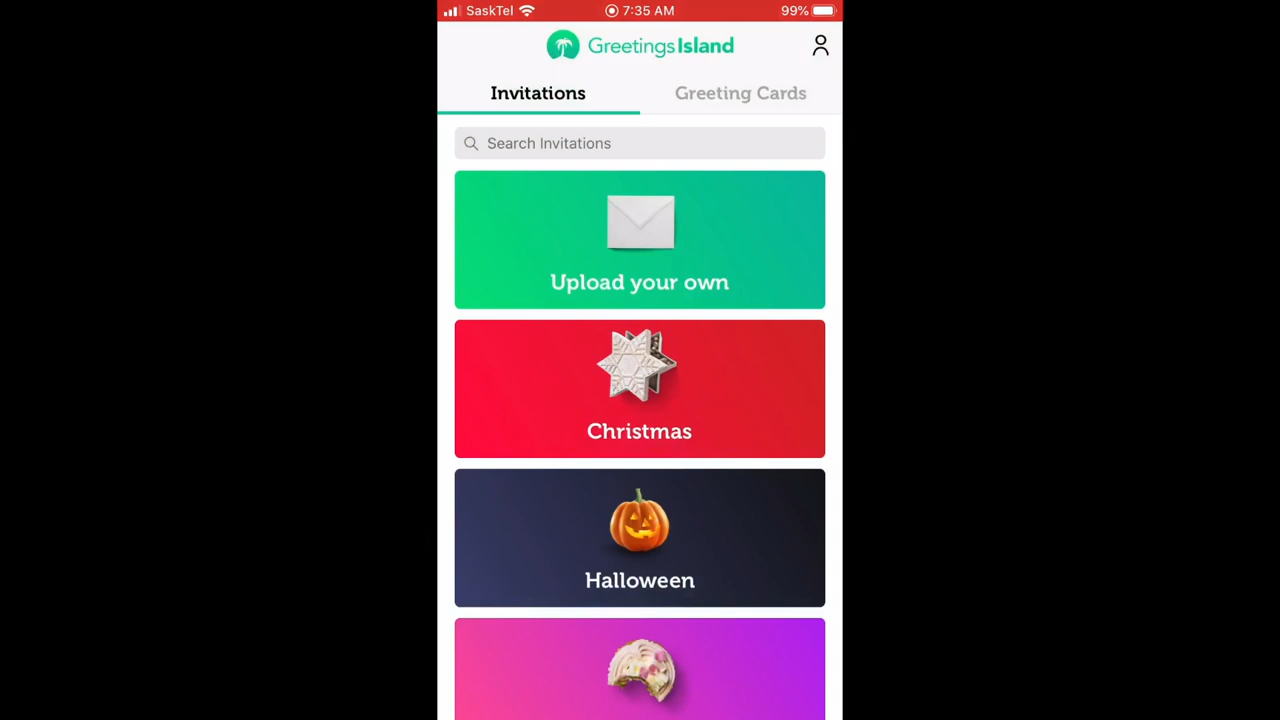 SaskTel 7:35 AM 99%
GreetingsIsland
Invitations Greeting Cards
Search Invitations
Upload your own
Christmas
Halloween